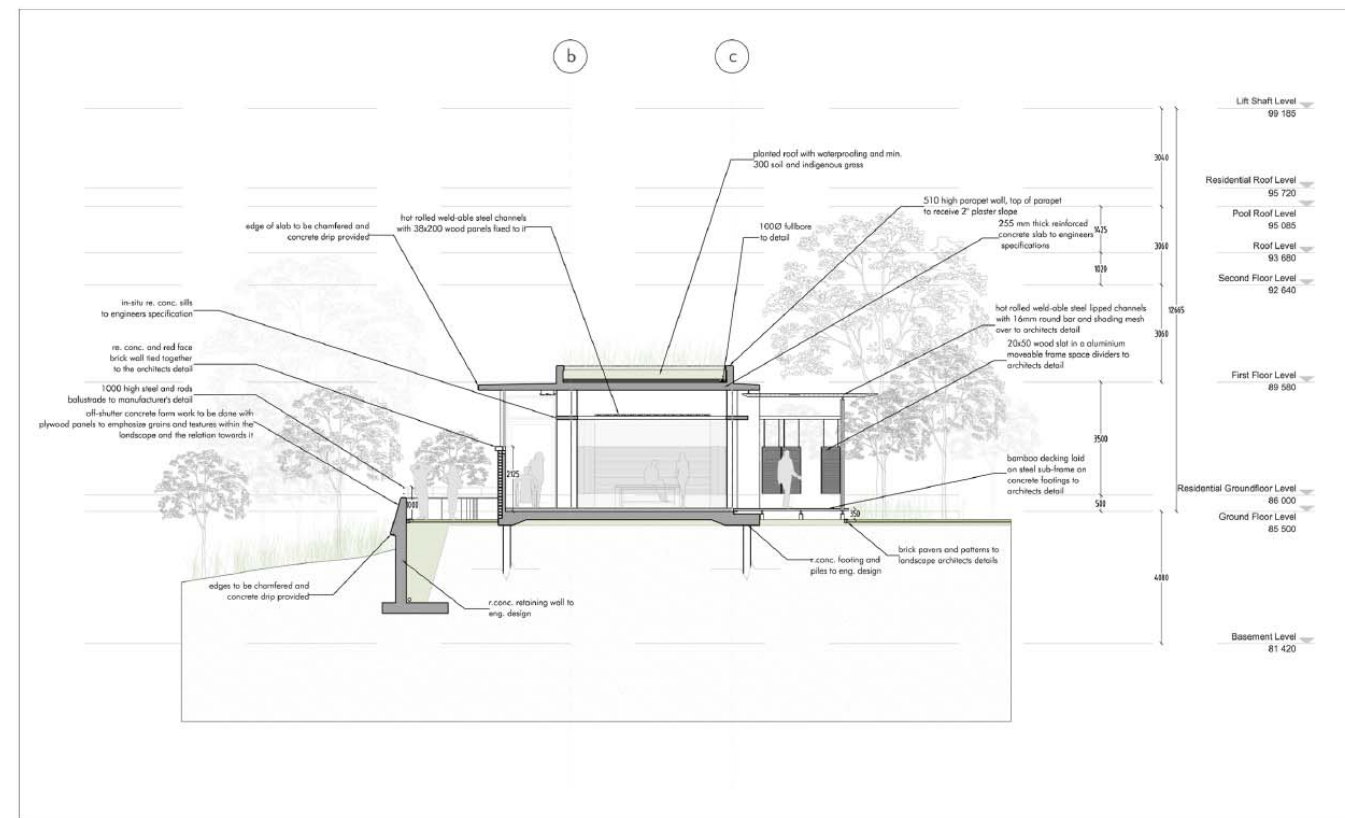 b
c
Lift Shaft Level
99 185
3040
planted roof with waterproofing and min.
300 soil and indigenous grass
Residential Roof Level
95 720
510 high parapet wall, top of parapet
to receive 2° plaster slope
Pool Roof Level
95 085
hot rolled weld-able steel channels
with 38x200 wood panels fixed to it
edge of slab to be chamfered and
concrete drip provided
100Ø fullbore
to detail
255 mm thick reinforced
concrete slab to engineers
specifications
1425
3060
Roof Level
93 680
1020
Second Floor Level
92 640
in-situ re. conc. sills
to engineers specification
hot rolled weld-able steel lipped channels
with 16mm round bar and shading mesh
over to architects detail
3060
12665
re. conc. and red face
brick wall tied together
to the architects detail
20x50 wood slat in a aluminium
moveable frame space dividers to
architects detail
First Floor Level
89 580
1000 high steel and rods
balustrade to manufacturer's detail
off-shutter concrete form work to be done with
plywood panels to emphasize grains and textures within the
landscape and the relation towards it
3500
2125
bamboo decking laid
on steel sub-frame on
concrete footings to
architects detail
Residential Groundfloor Level
86 000
1000
500
350
Ground Floor Level
85 500
brick pavers and patterns to
landscape architects details
r.conc. footing and
piles to eng. design
edges to be chamfered and
concrete drip provided
r.conc. retaining wall to
eng. design
4080
Basement Level
81 420